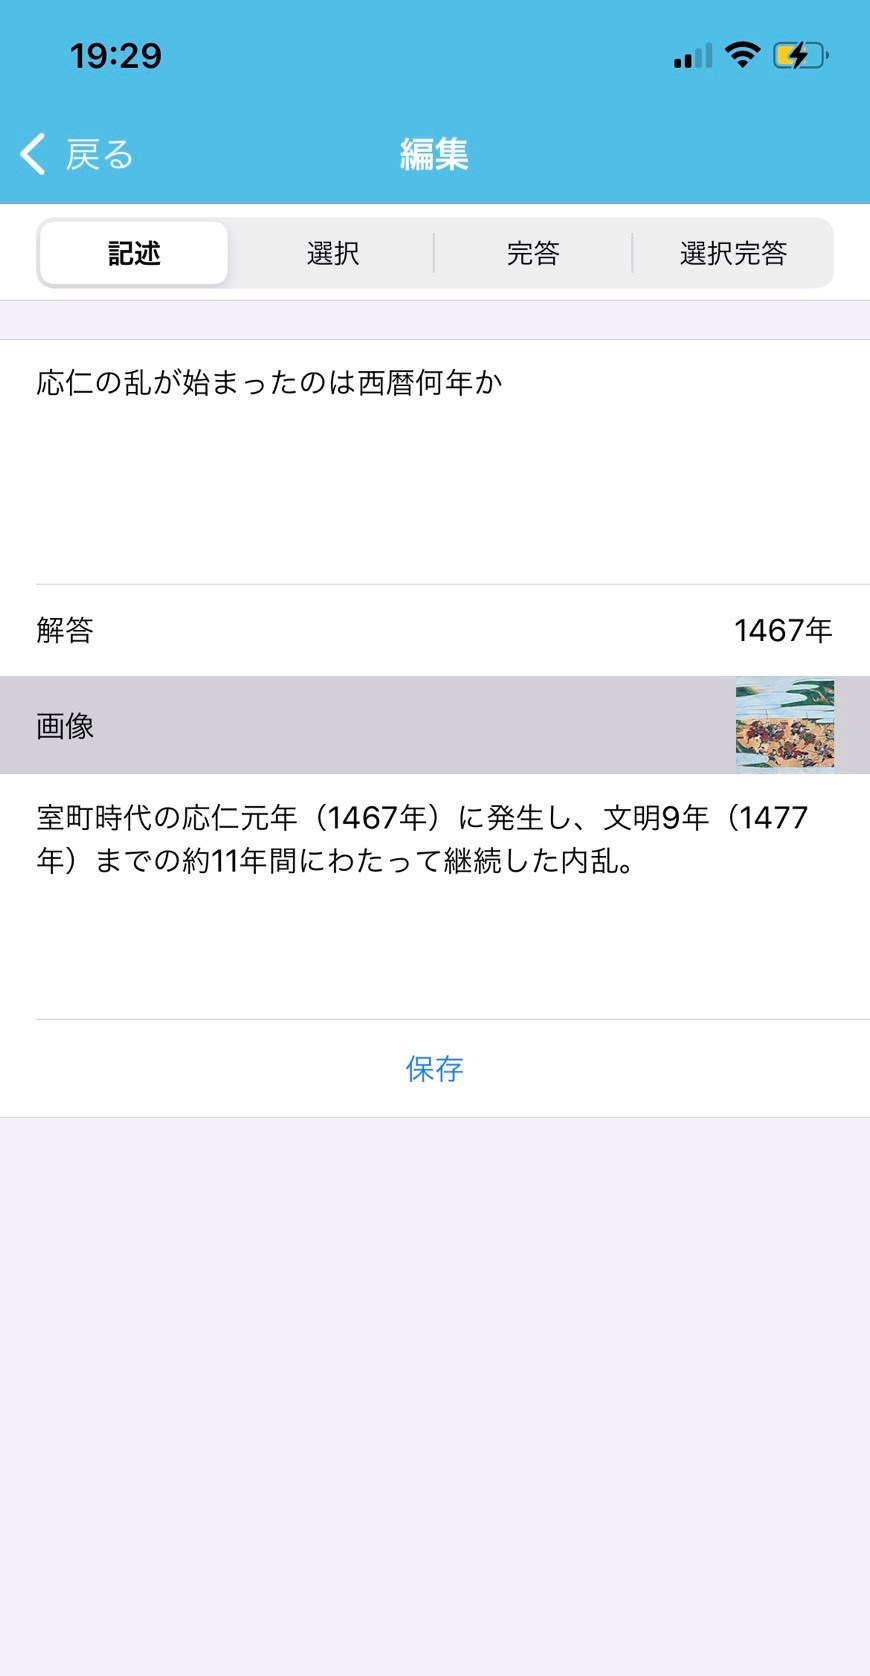 19:29
戻る
編集
記述
選択
完答
選択完答
応仁の乱が始まったのは西暦何年か
解答
1467年
画像
室町時代の応仁元年（1467年）に発生し、文明9年（1477
年）までの約11年間にわたって継続した内乱。
保存